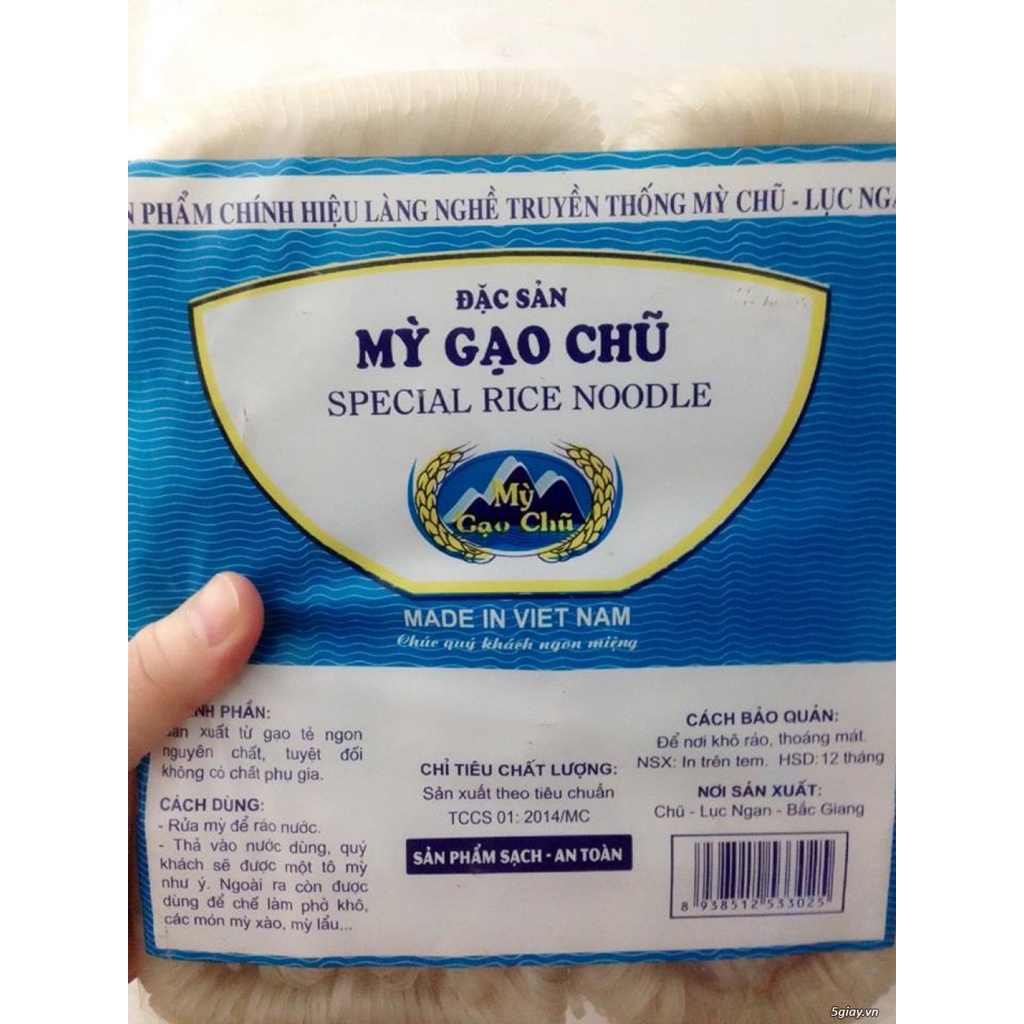 PHẨM CHÍNH HIỆU LÀNG NGHỀ TRUYỀN THỐNG MỲ CHŨ - LỤC
ĐẶC SẢN
MỲ GẠO CHŨ
SPECIAL RICE NOODLE
Mỳ
Gạo Chũ
MADE IN VIET NAM
Chúc quý khách ngon miệng
PHẦN:
xuất từ gạo tẻ ngon
nguyên chất, tuyệt đối
không có chất phụ gia.
CÁCH DÙNG:
- Rửa mỳ để ráo nước.
- Thả vào nước dùng, quý
khách sẽ được một tô mỳ
như ý. Ngoài ra còn được
dùng để chế làm phở khô,
các món mỳ xào, mỳ lẩu...
CHỈ TIÊU CHẤT LƯỢNG:
Sản xuất theo tiêu chuẩn
TCCS 01: 2014/MC
SẢN PHẨM SẠCH - AN TOÀN
CÁCH BẢO QUẢN:
Để nơi khô ráo, thoáng mát.
NSX: In trên tem. HSD: 12 tháng
NƠI SẢN XUẤT:
Chũ - Lục Ngạn - Bắc Giang
8 938512 533025
5giay.vn